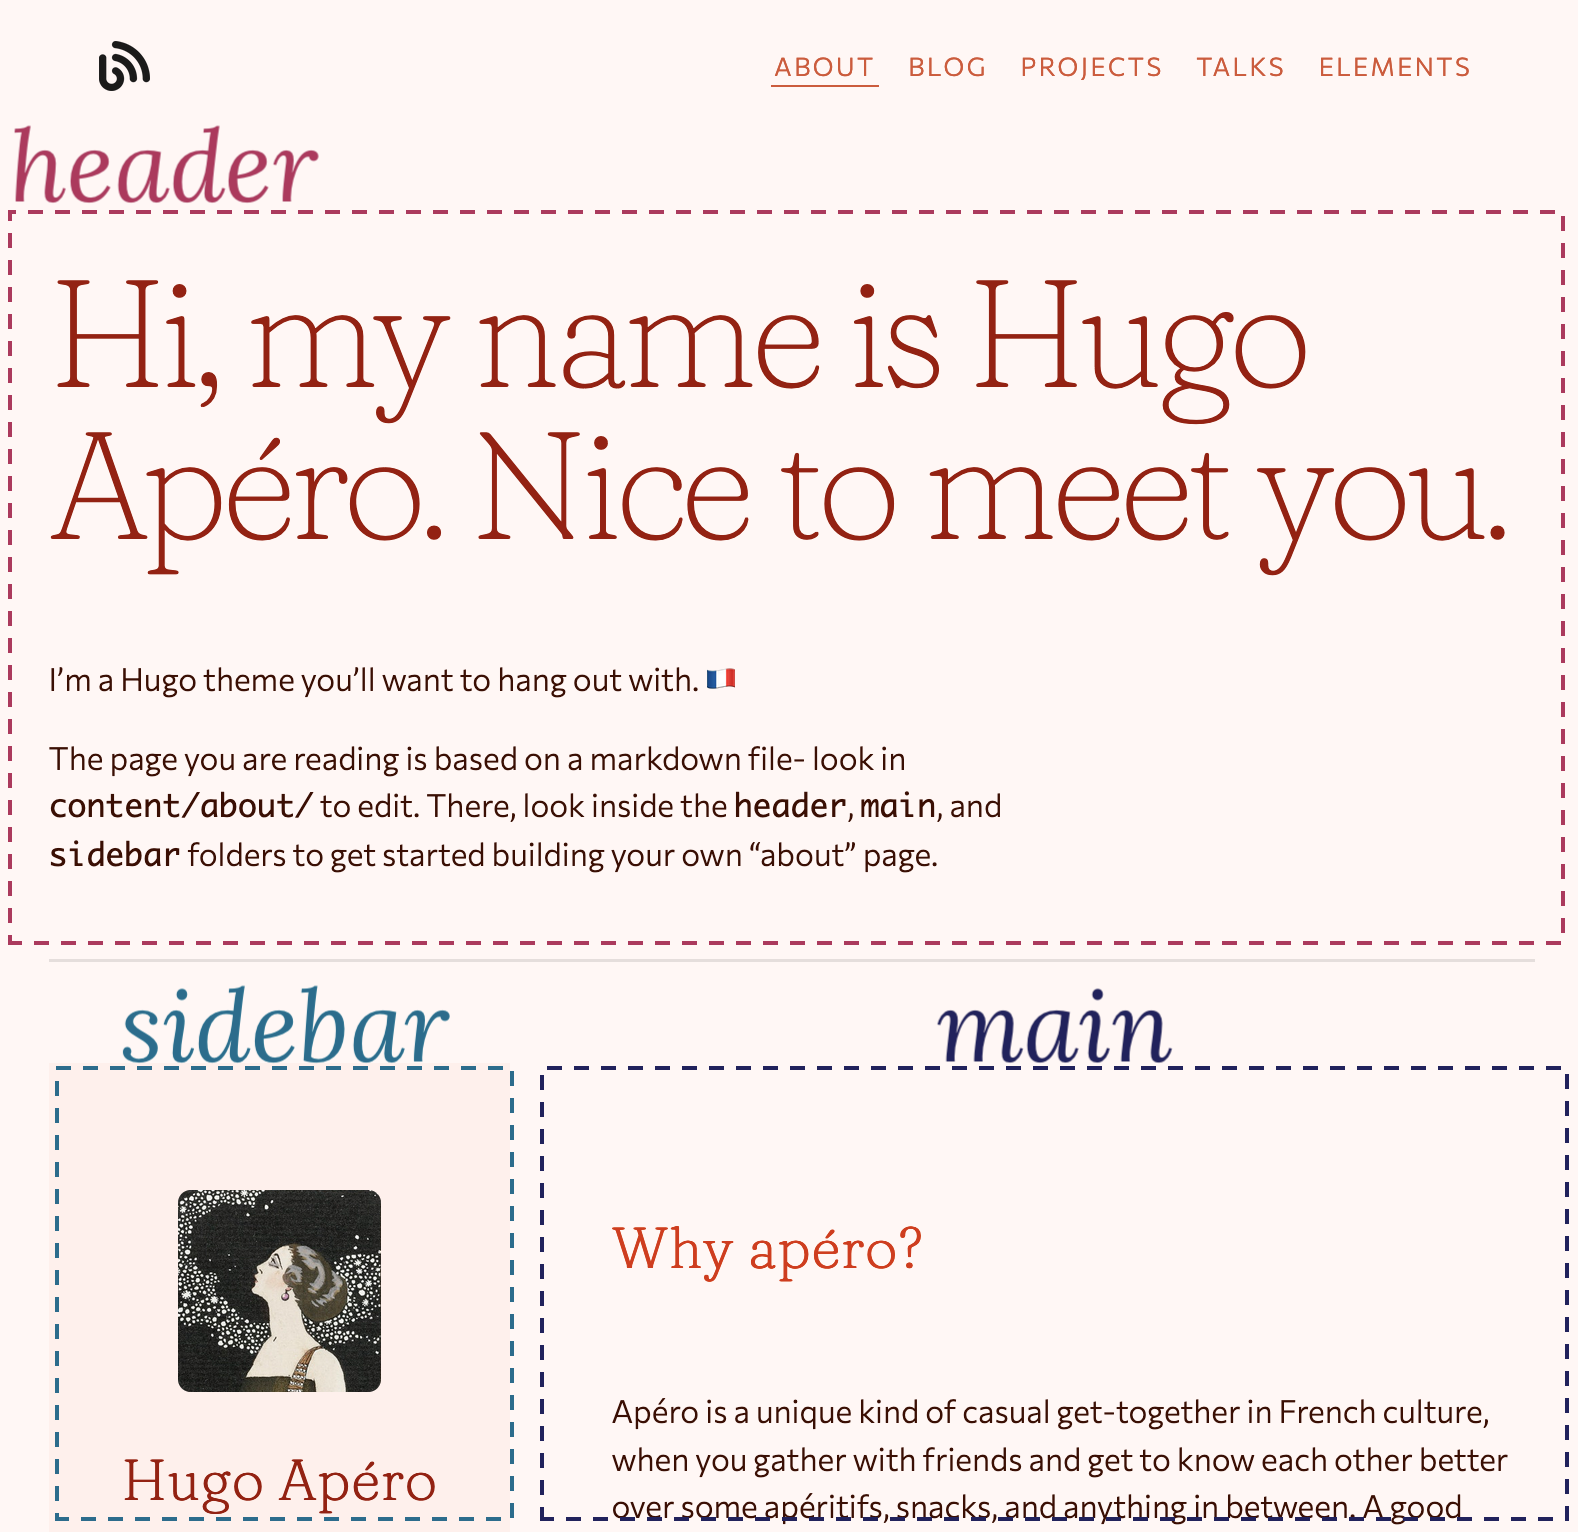 ABOUT BLOG PROJECTS TALKS ELEMENTS
header
Hi, my name is Hugo
Apéro. Nice to meet you.
I’m a Hugo theme you’ll want to hang out with. 🇫🇷
The page you are reading is based on a markdown file- look in
content/about/ to edit. There, look inside the header, main, and
sidebar folders to get started building your own “about” page.
sidebar
Hugo Apéro
main
Why apéro?
Apéro is a unique kind of casual get-together in French culture,
when you gather with friends and get to know each other better
over some apéritifs, snacks, and anything in between. A good